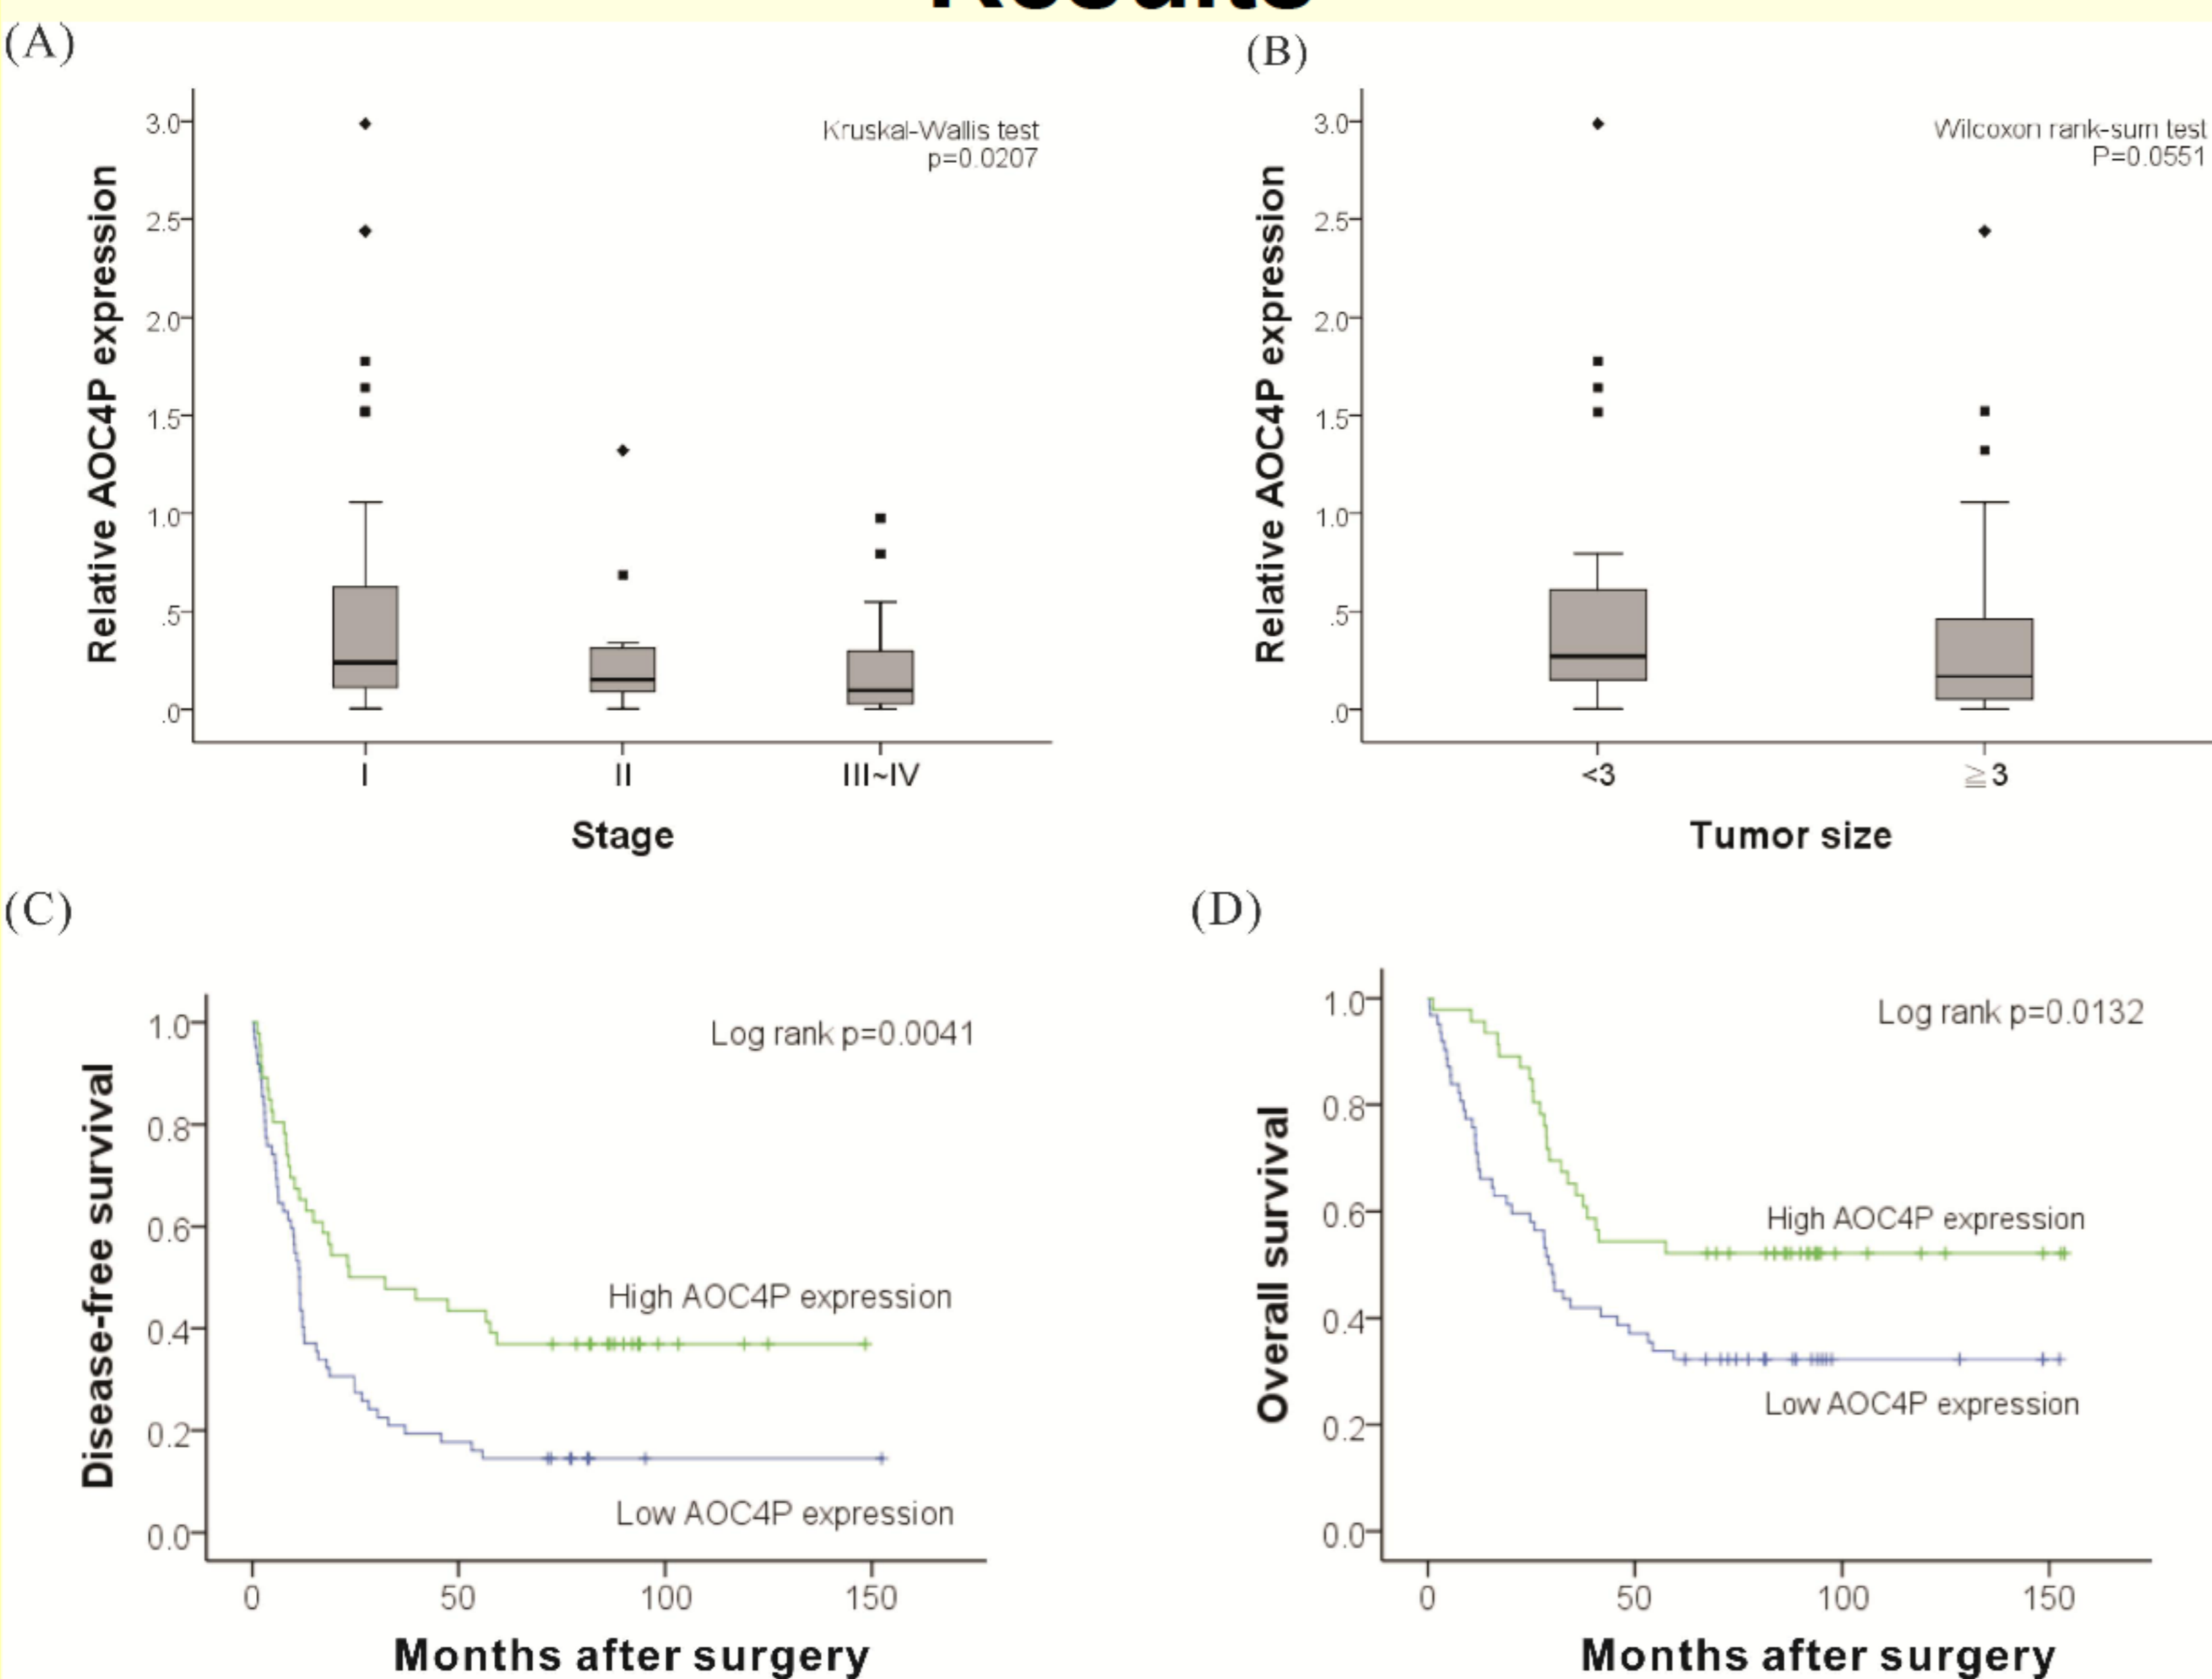 Results
(A)
Relative AOC4P expression
3.0
2.5
2.0
1.5
1.0
.5
.0
Kruskal-Wallis test
p=0.0207
I
II
III~IV
Stage
(B)
Relative AOC4P expression
3.0
2.5
2.0
1.5
1.0
.5
.0
Wilcoxon rank-sum test
P=0.0551
<3
≧3
Tumor size
(C)
Disease-free survival
1.0
0.8
0.6
0.4
0.2
0.0
Log rank p=0.0041
High AOC4P expression
Low AOC4P expression
0
50
100
150
Months after surgery
(D)
Overall survival
1.0
0.8
0.6
0.4
0.2
0.0
Log rank p=0.0132
High AOC4P expression
Low AOC4P expression
0
50
100
150
Months after surgery